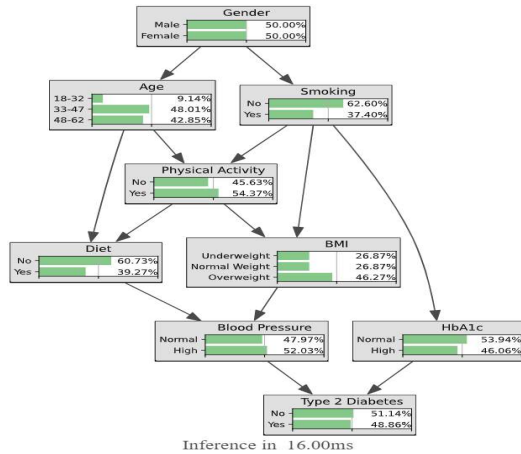 Gender
Male 50.00%
Female 50.00%
Age
18-32 9.14%
33-47 48.01%
48-62 42.85%
Smoking
No 62.60%
Yes 37.40%
Physical Activity
No 45.63%
Yes 54.37%
Diet
No 60.73%
Yes 39.27%
BMI
Underweight 26.87%
Normal Weight 26.87%
Overweight 46.27%
Blood Pressure
Normal 47.97%
High 52.03%
HbA1c
Normal 53.94%
High 46.06%
Type 2 Diabetes
No 51.14%
Yes 48.86%
Inference in 16.00ms